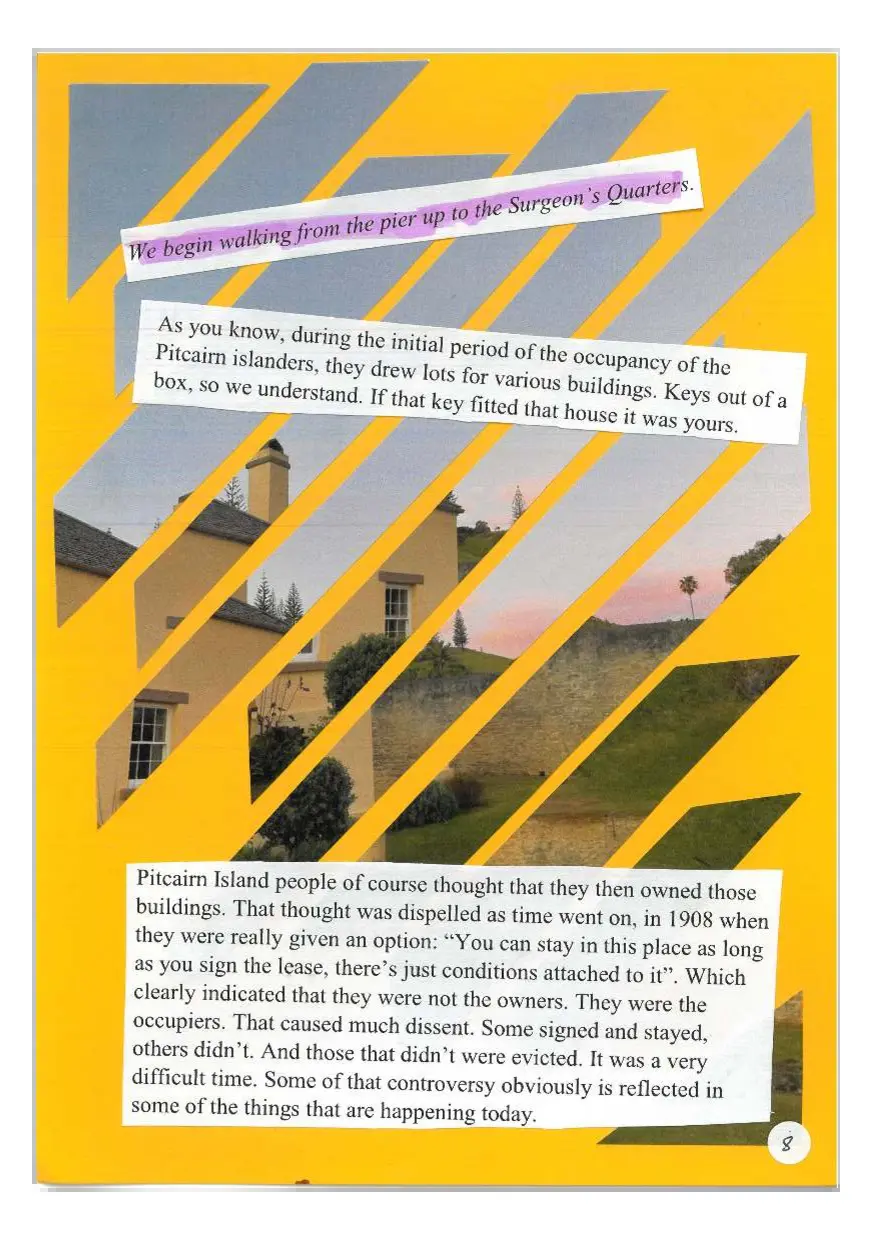 We begin walking from the pier up to the Surgeon's Quarters.
As you know, during the initial period of the occupancy of the
Pitcairn islanders, they drew lots for various buildings. Keys out of a
box, so we understand. If that key fitted that house it was yours.
Pitcairn Island people of course thought that they then owned those
buildings. That thought was dispelled as time went on, in 1908 when
they were really given an option: “You can stay in this place as long
as you sign the lease, there's just conditions attached to it”. Which
clearly indicated that they were not the owners. They were the
occupiers. That caused much dissent. Some signed and stayed,
others didn't. And those that didn't were evicted. It was a very
difficult time. Some of that controversy obviously is reflected in
some of the things that are happening today.
8